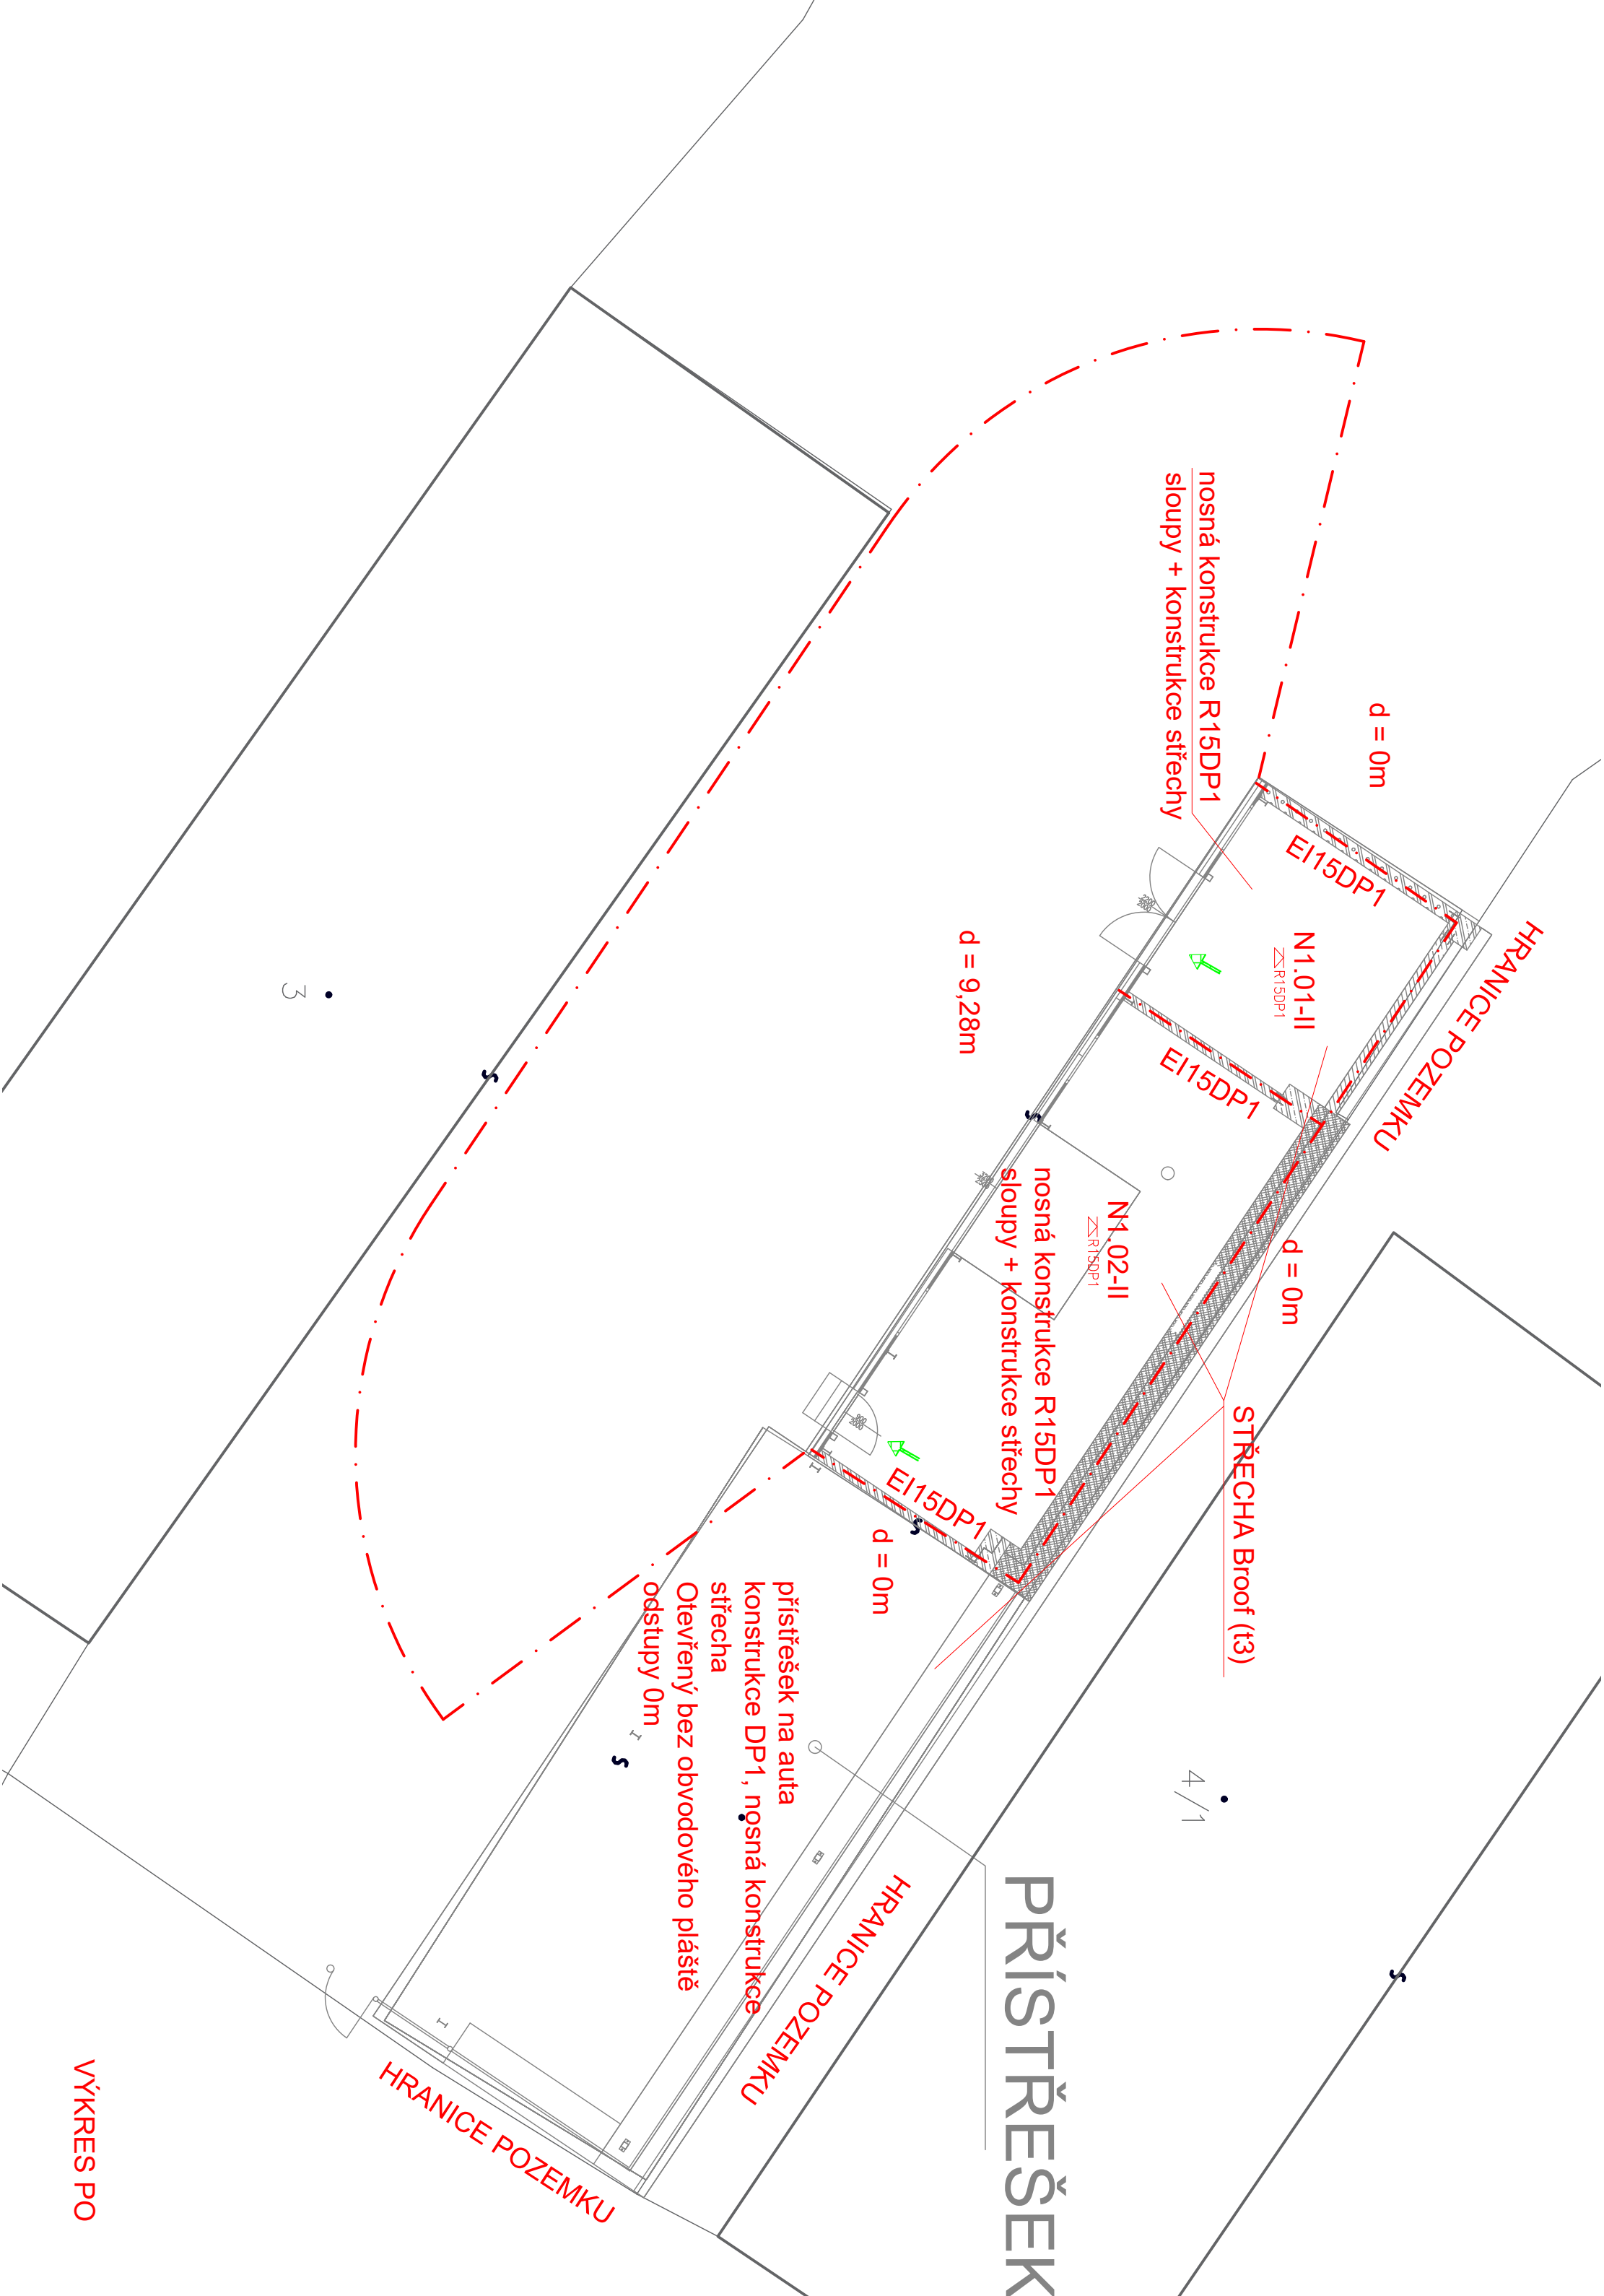 nosná konstrukce R15DP1
sloupy + konstrukce střechy
d = 0m
EI15DP1
N1.01-II
R15DP1
HRANICE POZEMKU
EI15DP1
d = 9,28m
3
nosná konstrukce R15DP1
sloupy + konstrukce střechy
N1.02-II
R15DP1
d = 0m
STŘECHA Broof (t3)
EI15DP1
d = 0m
přístřešek na auta
konstrukce DP1, nosná konstrukce
střecha
Otevřený bez obvodového pláště
odstupy 0m
4/1
HRANICE POZEMKU
PŘÍSTŘEŠEK
HRANICE POZEMKU
VÝKRES PO